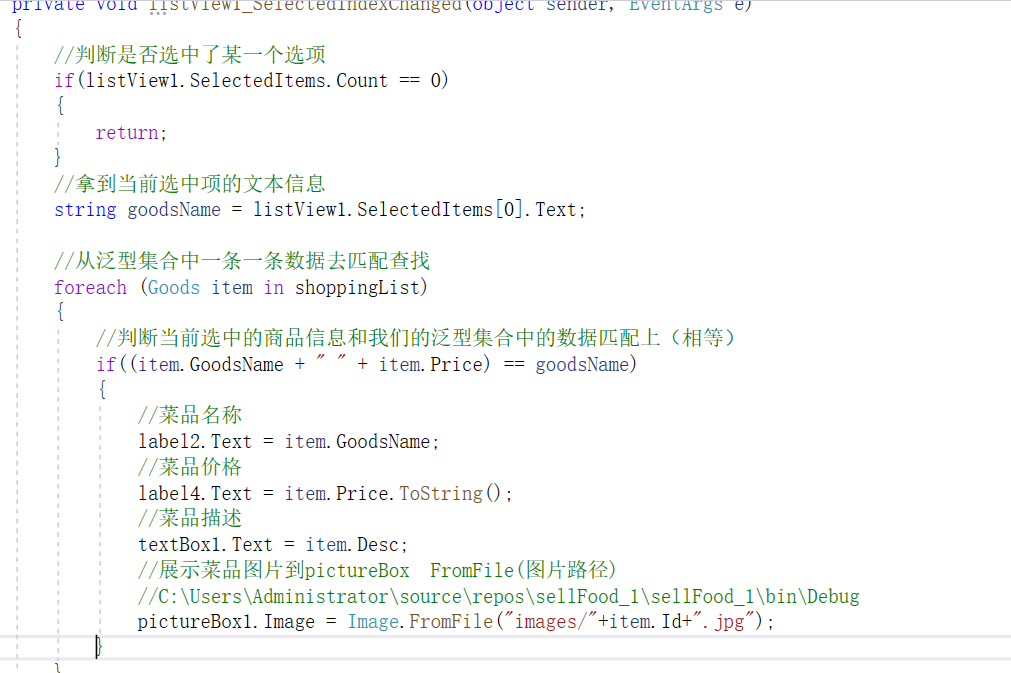 private void listView1_SelectedIndexChanged(object sender, EventArgs e)
{
    //判断是否选中了某一个选项
    if(listView1.SelectedItems.Count == 0)
    {
        return;
    }
    //拿到当前选中项的文本信息
    string goodsName = listView1.SelectedItems[0].Text;

    //从泛型集合中一条一条数据去匹配查找
    foreach (Goods item in shoppingList)
    {
        //判断当前选中的商品信息和我们的泛型集合中的数据匹配上（相等）
        if((item.GoodsName + " " + item.Price) == goodsName)
        {
            //菜品名称
            label2.Text = item.GoodsName;
            //菜品价格
            label4.Text = item.Price.ToString();
            //菜品描述
            textBox1.Text = item.Desc;
            //展示菜品图片到pictureBox  FromFile(图片路径)
            //C:\Users\Administrator\source\repos\sellFood_1\sellFood_1\bin\Debug
            pictureBox1.Image = Image.FromFile("images/"+item.Id+".jpg");
        }
    }